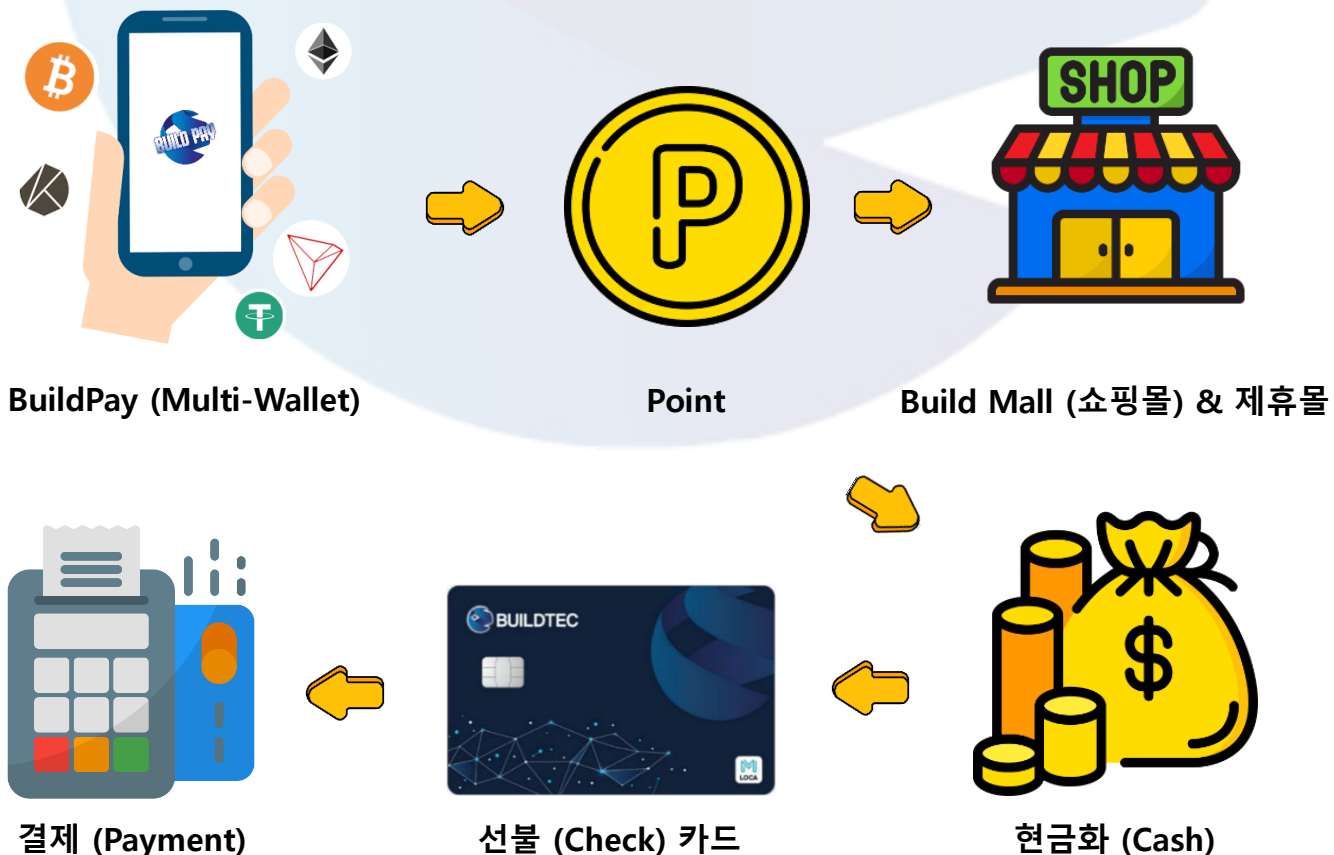 BUILD PAY
SHOP
P
BuildPay (Multi-Wallet)
Point
Build Mall (쇼핑몰) & 제휴몰
BUILDTEC
LOCA
$
결제 (Payment)
선불 (Check) 카드
현금화 (Cash)